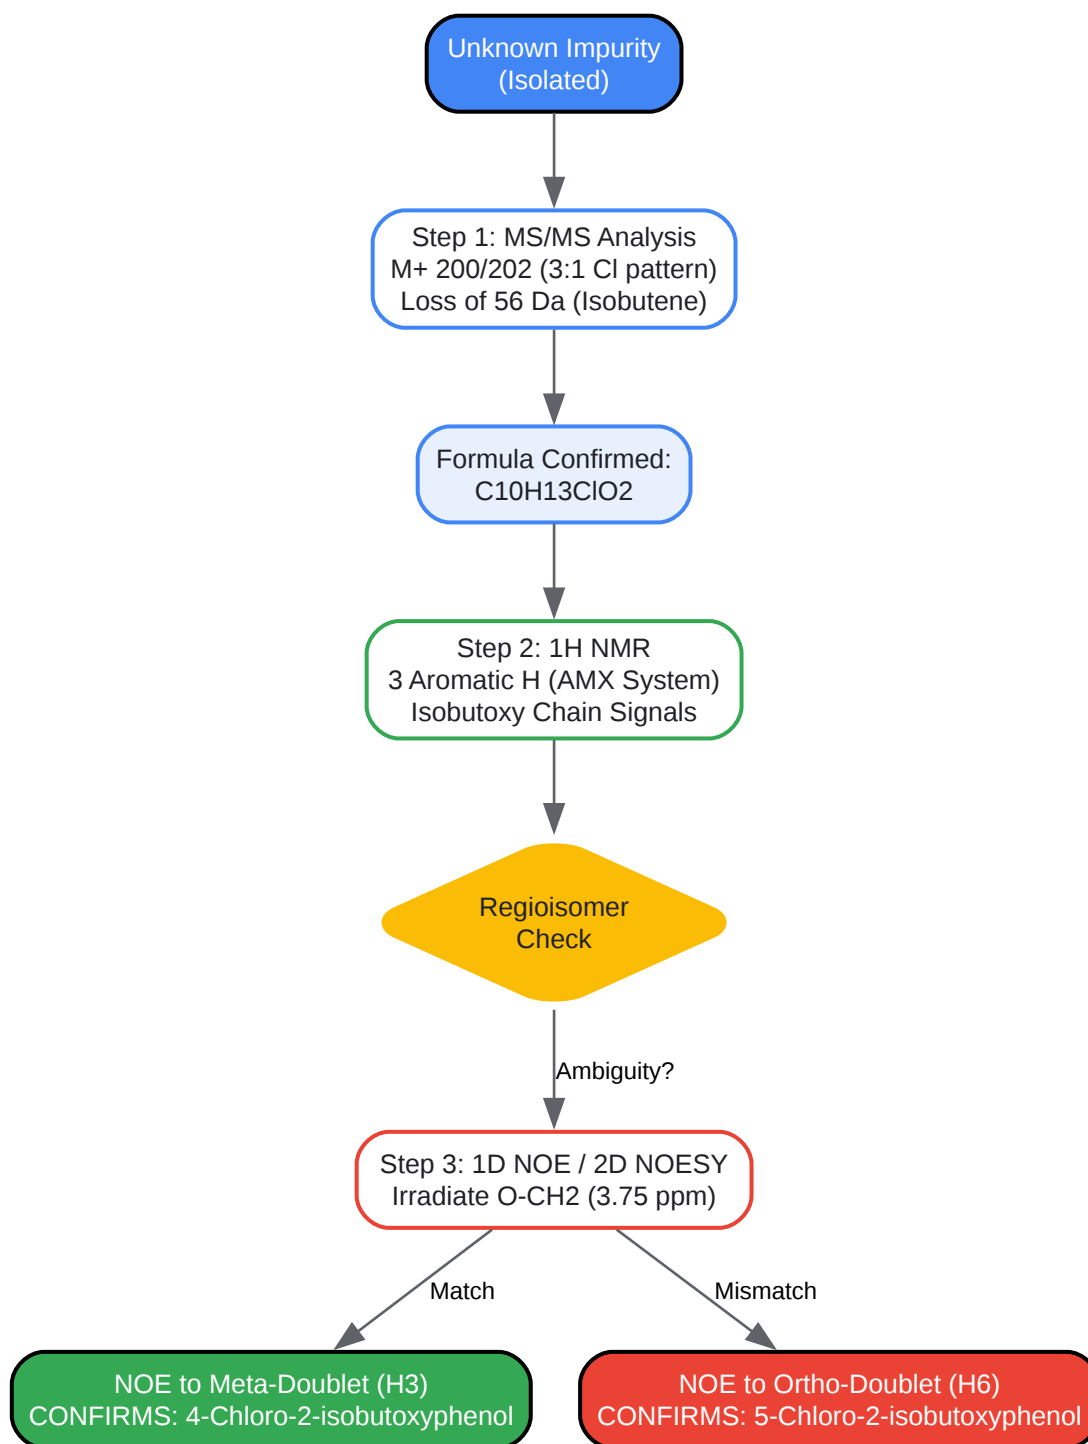 Unknown Impurity
(Isolated)
Step 1: MS/MS Analysis
M+ 200/202 (3:1 Cl pattern)
Loss of 56 Da (Isobutene)
Formula Confirmed:
C10H13ClO2
Step 2: 1H NMR
3 Aromatic H (AMX System)
Isobutoxy Chain Signals
Regioisomer
Check
Ambiguity?
Step 3: 1D NOE / 2D NOESY
Irradiate O-CH2 (3.75 ppm)
Match
Mismatch
NOE to Meta-Doublet (H3)
CONFIRMS: 4-Chloro-2-isobutoxyphenol
NOE to Ortho-Doublet (H6)
CONFIRMS: 5-Chloro-2-isobutoxyphenol